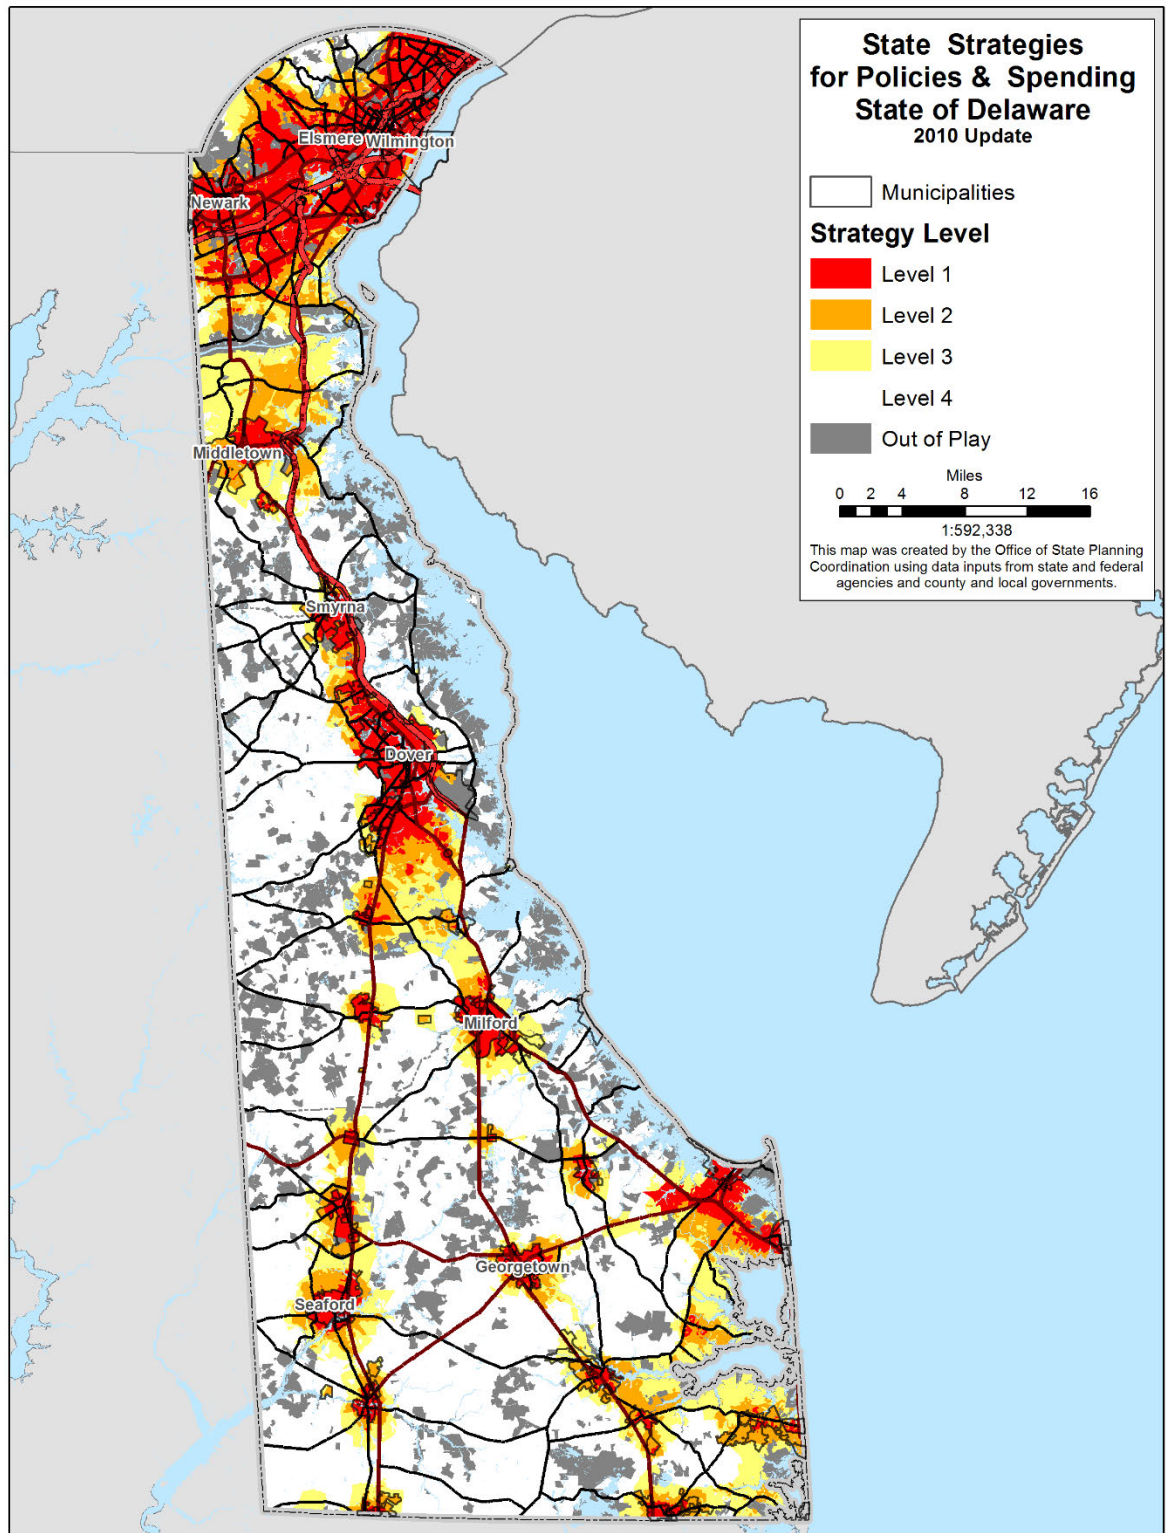 State Strategies
for Policies & Spending
State of Delaware
2010 Update
Municipalities
Strategy Level
Level 1
Level 2
Level 3
Level 4
Out of Play
Miles
0 2 4 8 12 16
1:592,338
This map was created by the Office of State Planning
Coordination using data inputs from state and federal
agencies and county and local governments.
Elsmere Wilmington
Newark
Middletown
Smyrna
Dover
Milford
Georgetown
Seaford